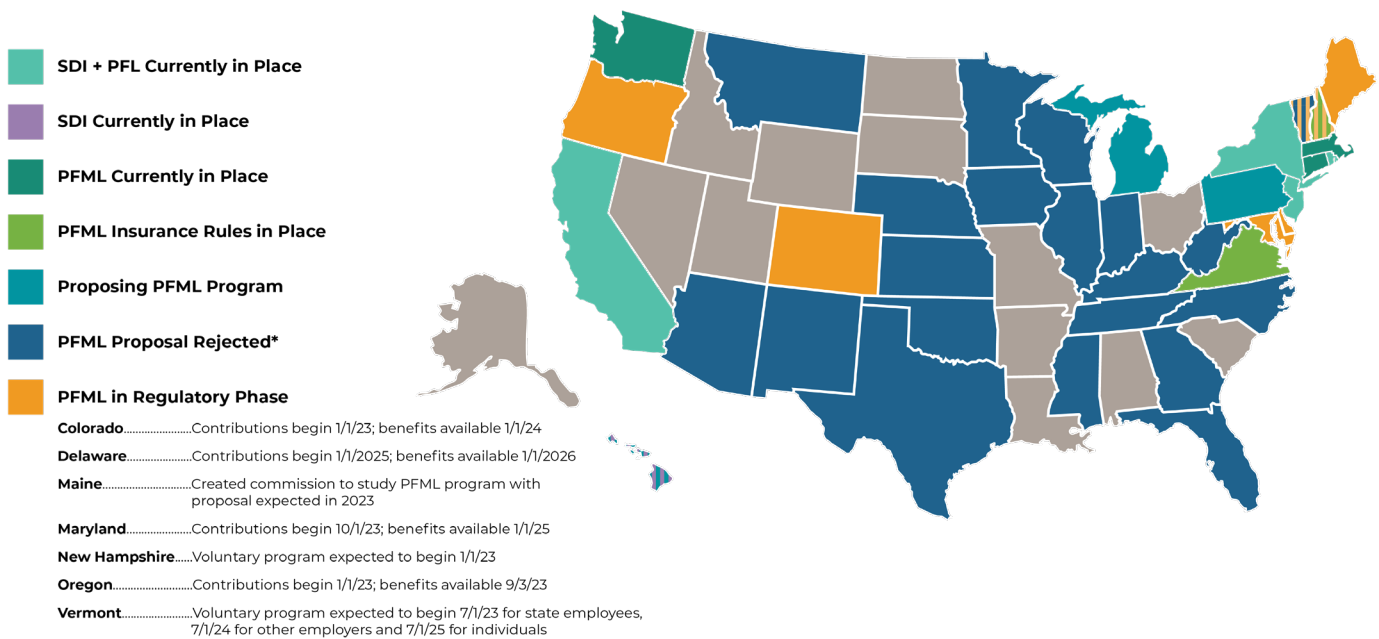 SDI + PFL Currently in Place
SDI Currently in Place
PFML Currently in Place
PFML Insurance Rules in Place
Proposing PFML Program
PFML Proposal Rejected*
PFML in Regulatory Phase
Colorado.......................Contributions begin 1/1/23; benefits available 1/1/24
Delaware......................Contributions begin 1/1/2025; benefits available 1/1/2026
Maine..............................Created commission to study PFML program with
proposal expected in 2023
Maryland......................Contributions begin 10/1/23; benefits available 1/1/25
New Hampshire......Voluntary program expected to begin 1/1/23
Oregon...........................Contributions begin 1/1/23; benefits available 9/3/23
Vermont........................Voluntary program expected to begin 7/1/23 for state employees,
7/1/24 for other employers and 7/1/25 for individuals